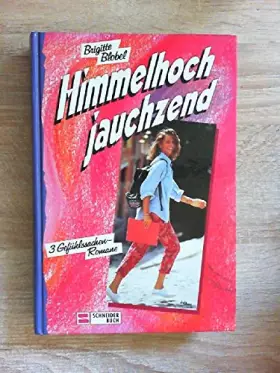 Brigitte
Blobel
Himmelhoch
jauchzend
3 Gefühlssachen-
Romane
SCHNEIDER
BUCH